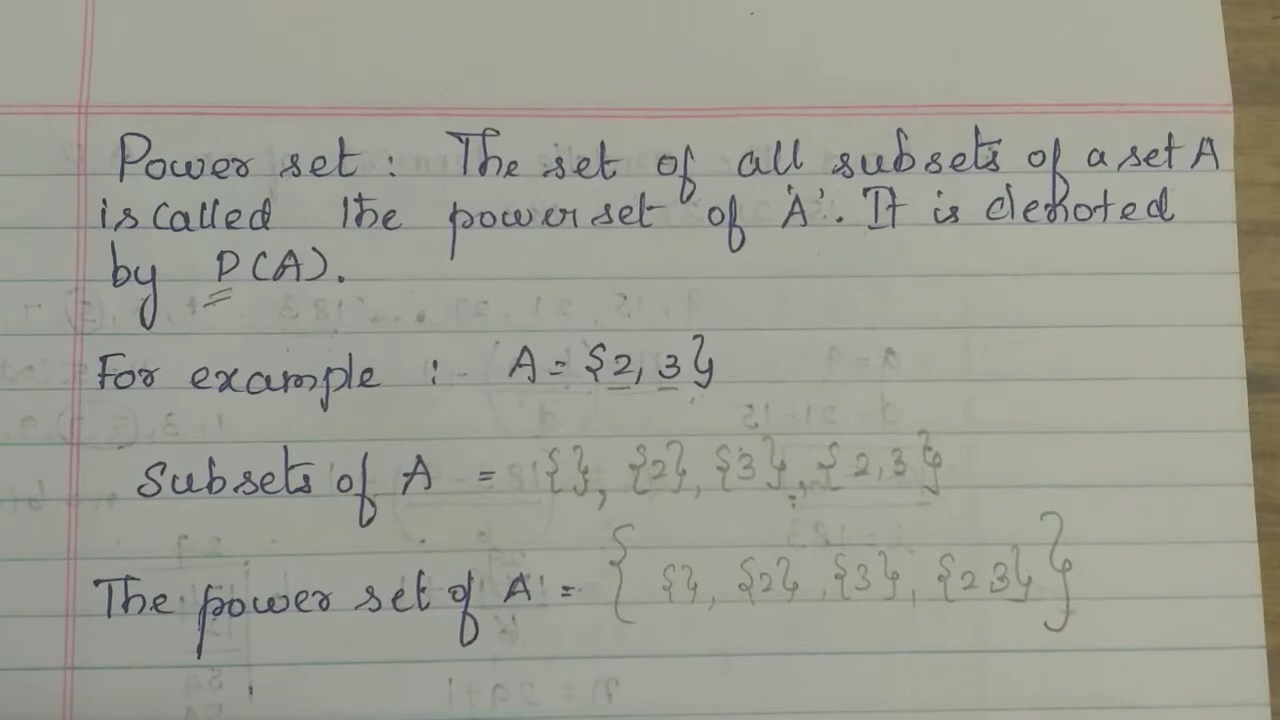 Power set : The set of all subsets of a set A
is called the power set of 'A'. It is denoted
by P(A).
For example : A = {2, 3}
Subsets of A = {}, {2}, {3}, {2,3}
The power set of A = { {}, {2}, {3}, {2 3} }